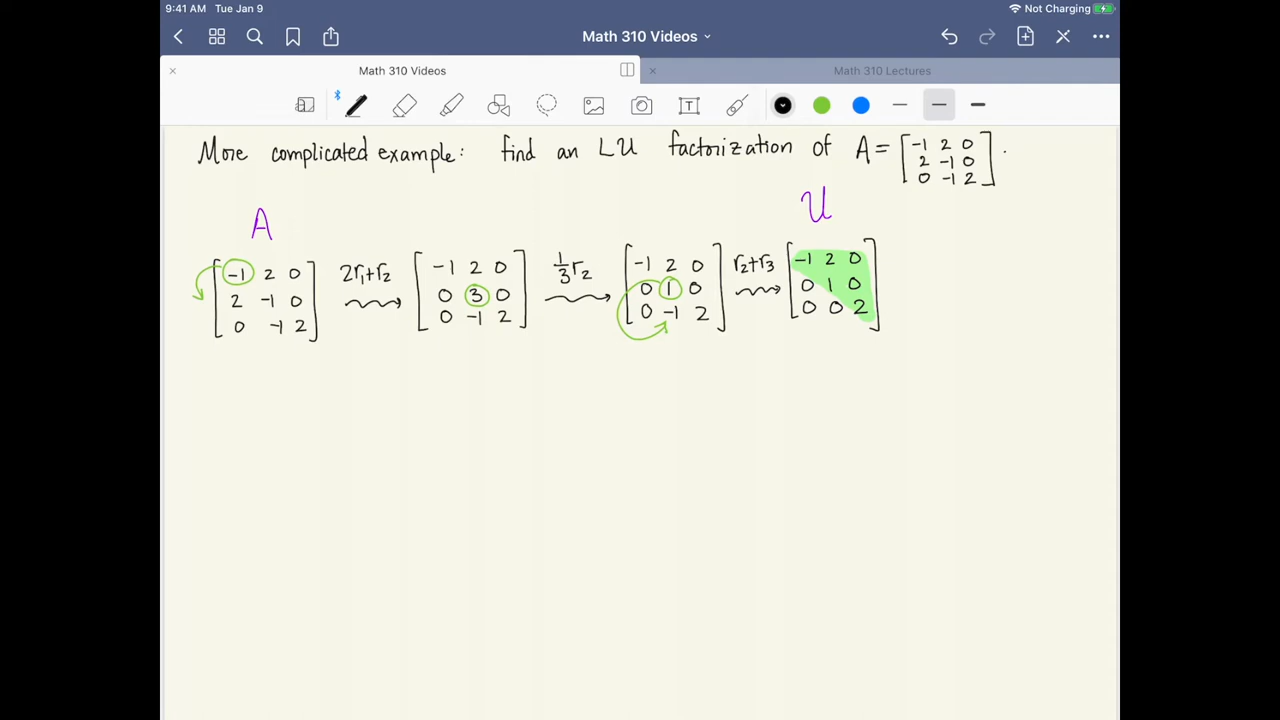 9:41 AM Tue Jan 9
Not Charging
Math 310 Videos
Math 310 Videos
Math 310 Lectures
More complicated example: find an LU factorization of A = [-1 2 0
2 -1 0
0 -1 2].
A
U
[-1 2 0
2 -1 0
0 -1 2]
2r₁+r₂
[-1 2 0
0 3 0
0 -1 2]
1/3 r₂
[-1 2 0
0 1 0
0 -1 2]
r₂+r₃
[-1 2 0
0 1 0
0 0 2]